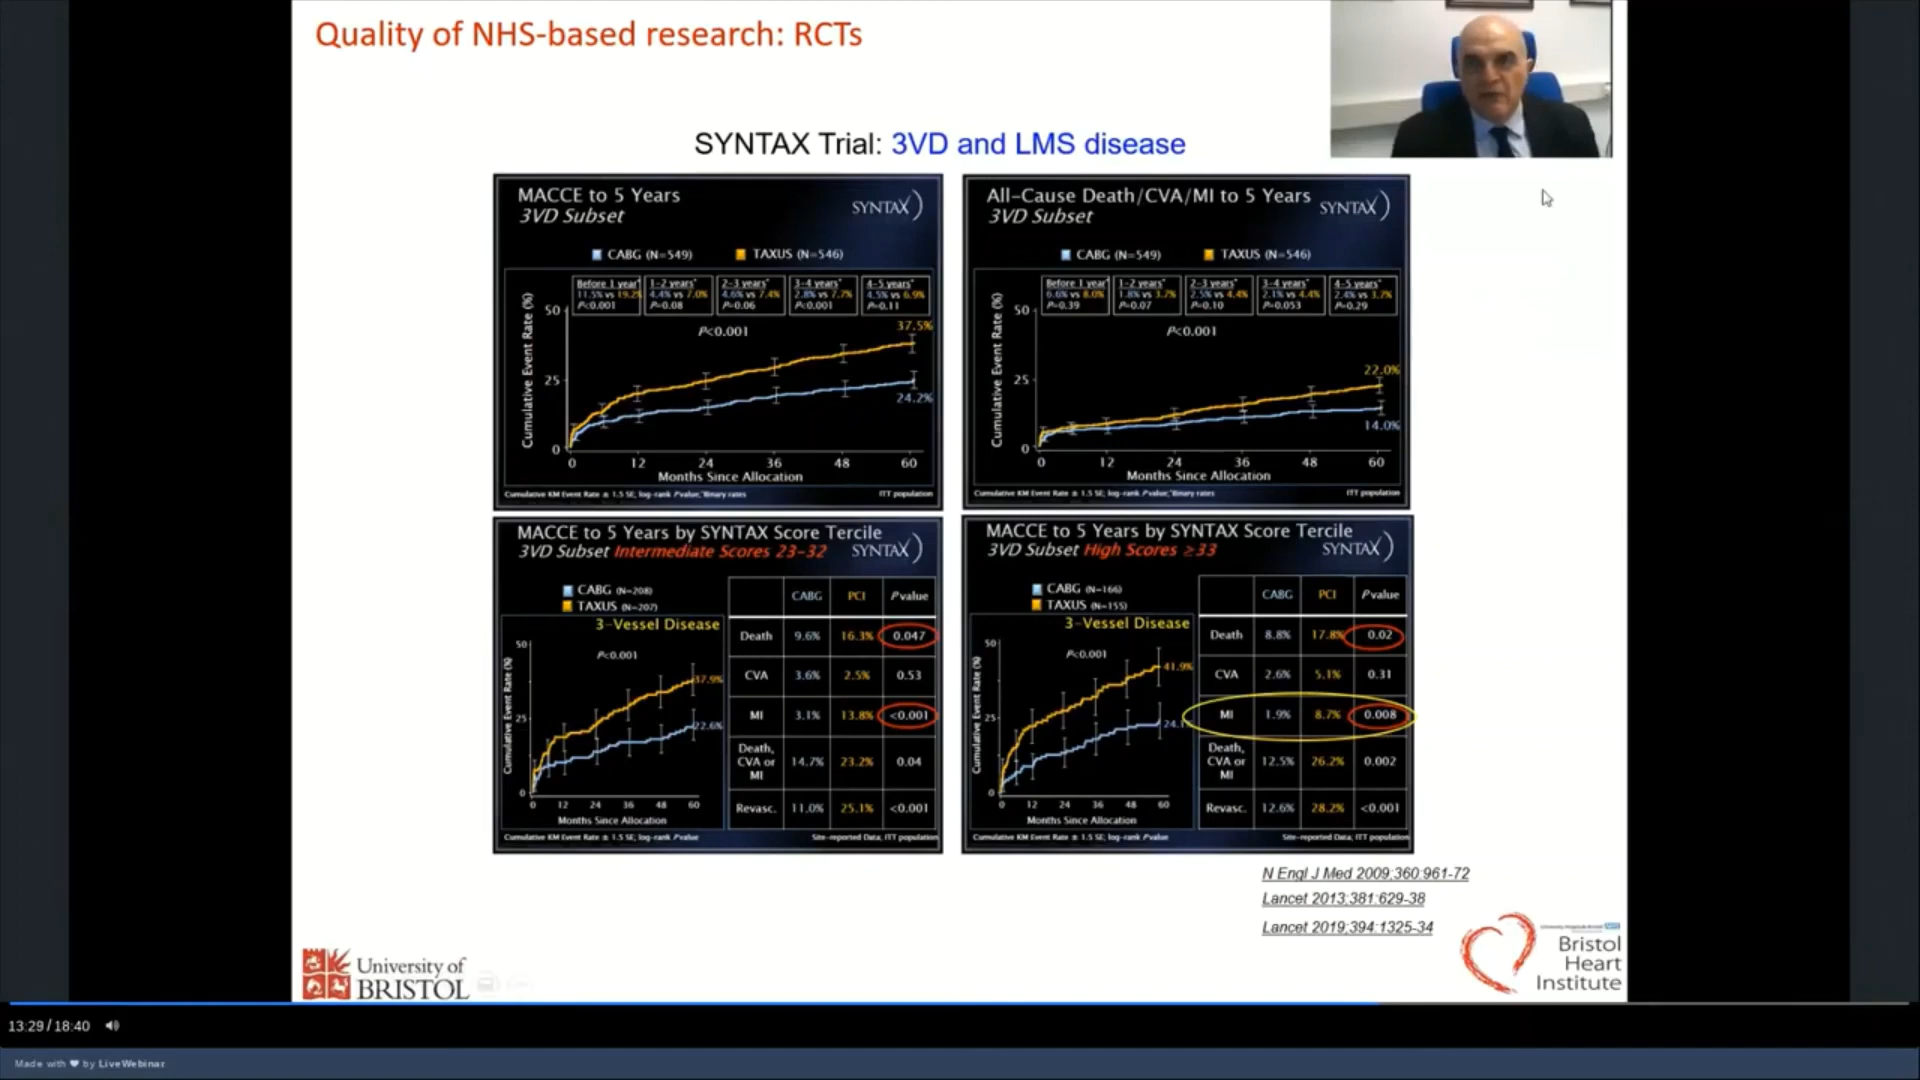 Quality of NHS-based research: RCTs
SYNTAX Trial: 3VD and LMS disease
MACCE to 5 Years
3VD Subset
SYNTAX
CABG (N=549) TAXUS (N=546)
Before 1 year* 1-2 years* 2-3 years* 3-4 years* 4-5 years*
11.5% vs 19.2% 4.4% vs 7.0% 4.6% vs 7.4% 2.8% vs 7.7% 4.5% vs 6.9%
P<0.001 P=0.08 P=0.06 P<0.001 P=0.11
Cumulative Event Rate (%)
50
25
0
P<0.001
37.5%
24.2%
0 12 24 36 48 60
Months Since Allocation
Cumulative KM Event Rate ± 1.5 SE; log-rank P value; *Binary rates ITT population
All-Cause Death/CVA/MI to 5 Years
3VD Subset
SYNTAX
CABG (N=549) TAXUS (N=546)
Before 1 year* 1-2 years* 2-3 years* 3-4 years* 4-5 years*
6.6% vs 8.0% 1.8% vs 3.7% 2.5% vs 4.4% 2.1% vs 4.4% 2.4% vs 3.7%
P=0.39 P=0.07 P=0.10 P=0.053 P=0.29
Cumulative Event Rate (%)
50
25
0
P<0.001
22.0%
14.0%
0 12 24 36 48 60
Months Since Allocation
Cumulative KM Event Rate ± 1.5 SE; log-rank P value; *Binary rates ITT population
MACCE to 5 Years by SYNTAX Score Tercile
3VD Subset Intermediate Scores 23-32
SYNTAX
CABG (N=208)
TAXUS (N=207)
3-Vessel Disease
Cumulative Event Rate (%)
50
25
0
P<0.001
37.9%
22.6%
0 12 24 36 48 60
Months Since Allocation
CABG PCI P value
Death 9.6% 16.3% 0.047
CVA 3.6% 2.5% 0.53
MI 3.1% 13.8% <0.001
Death, CVA or MI 14.7% 23.2% 0.04
Revasc. 11.0% 25.1% <0.001
Cumulative KM Event Rate ± 1.5 SE; log-rank P value Site-reported Data; ITT population
MACCE to 5 Years by SYNTAX Score Tercile
3VD Subset High Scores ≥33
SYNTAX
CABG (N=166)
TAXUS (N=155)
3-Vessel Disease
Cumulative Event Rate (%)
50
25
0
P<0.001
41.9%
24.1%
0 12 24 36 48 60
Months Since Allocation
CABG PCI P value
Death 8.8% 17.8% 0.02
CVA 2.6% 5.1% 0.31
MI 1.9% 8.7% 0.008
Death, CVA or MI 12.5% 26.2% 0.002
Revasc. 12.6% 28.2% <0.001
Cumulative KM Event Rate ± 1.5 SE; log-rank P value Site-reported Data; ITT population
N Engl J Med 2009;360:961-72
Lancet 2013;381:629-38
Lancet 2019;394:1325-34
University of
BRISTOL
Bristol
Heart
Institute
13:29 / 18:40
Made with ❤ by LiveWebinar